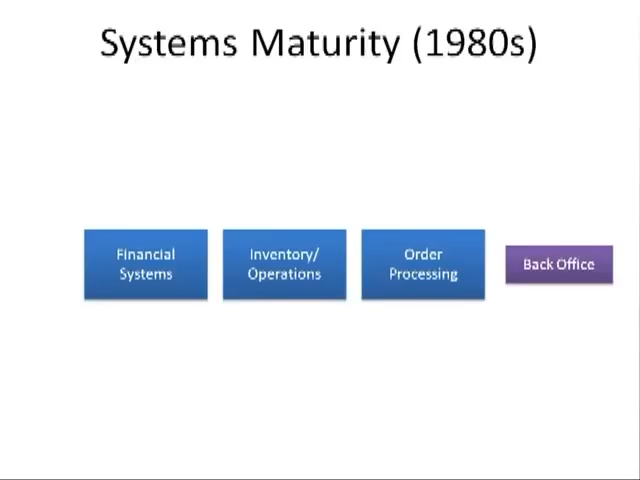 Systems Maturity (1980s)
Financial
Systems
Inventory/
Operations
Order
Processing
Back Office